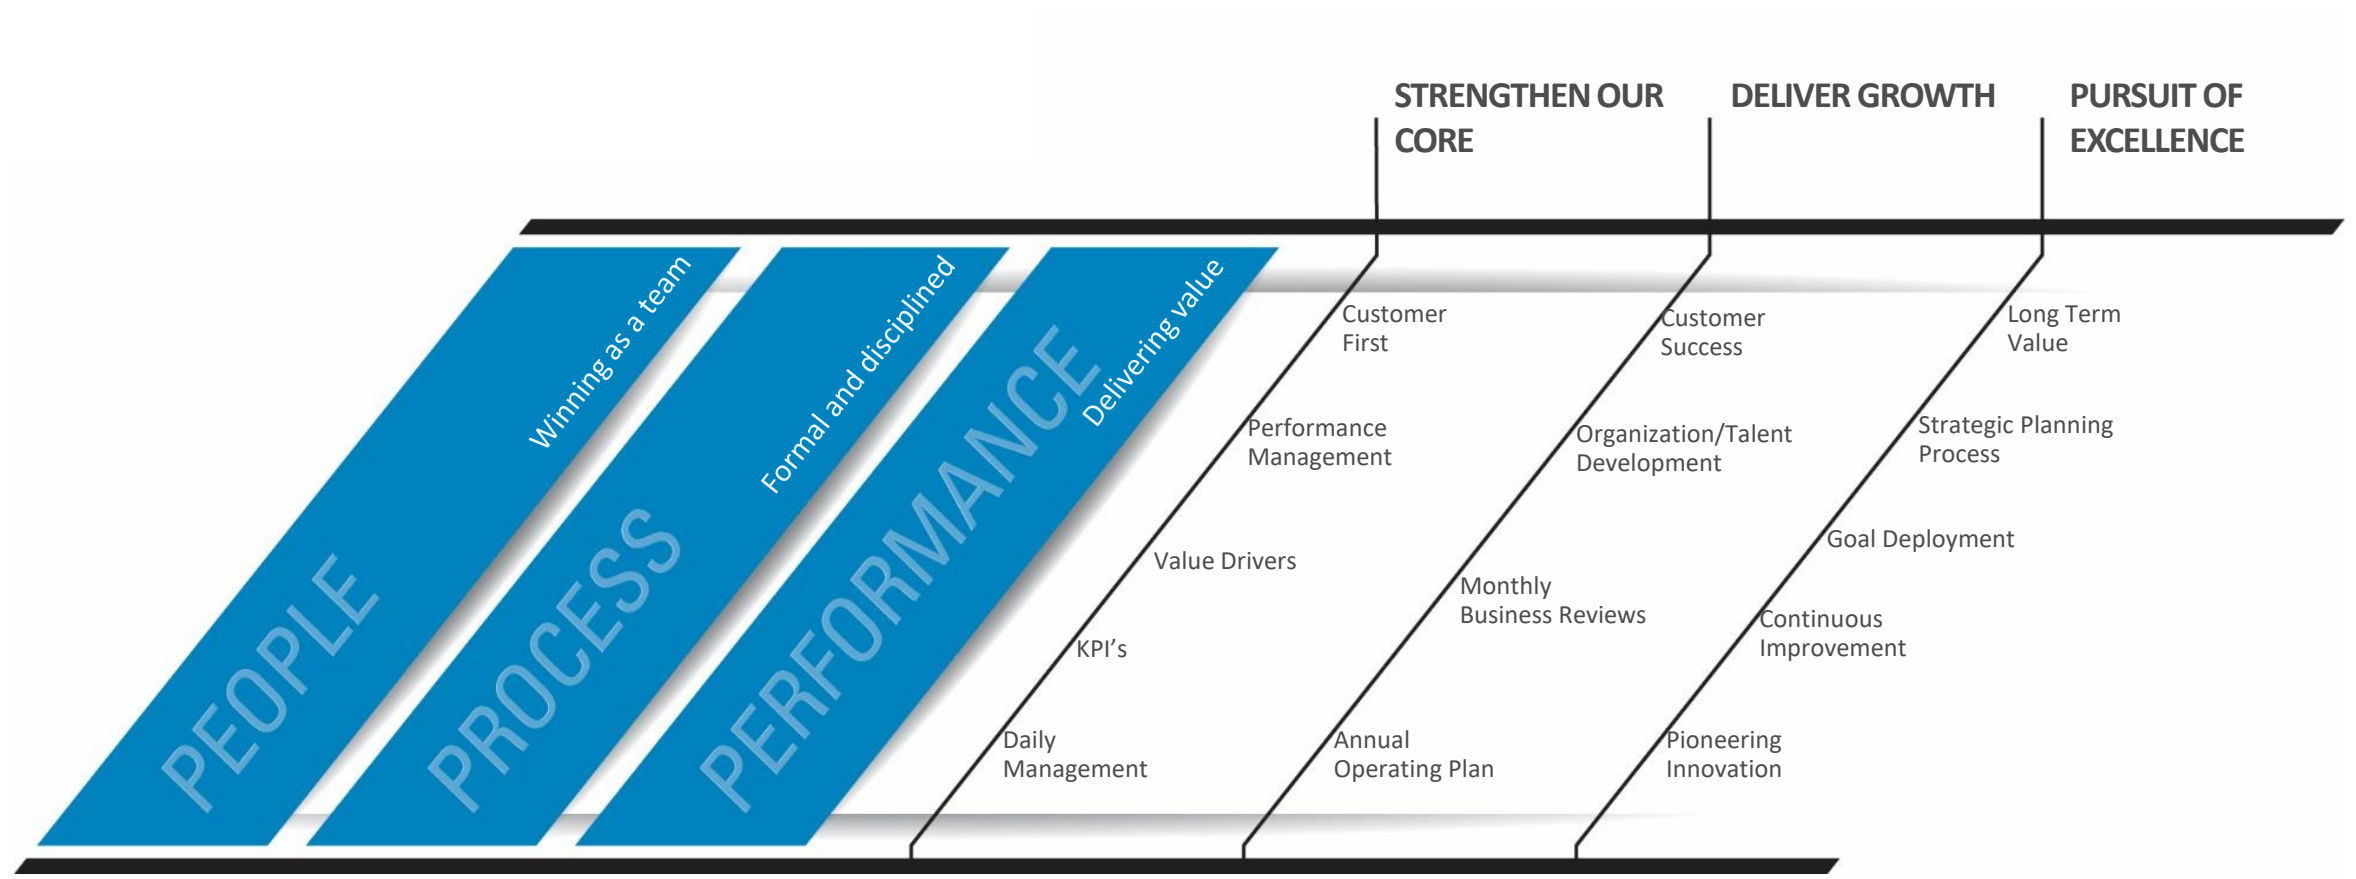 STRENGTHEN OUR
CORE
DELIVER GROWTH
PURSUIT OF
EXCELLENCE
PEOPLE
Winning as a team
PROCESS
Formal and disciplined
PERFORMANCE
Delivering value
Customer
First
Performance
Management
Value Drivers
KPI’s
Daily
Management
Customer
Success
Organization/Talent
Development
Monthly
Business Reviews
Annual
Operating Plan
Long Term
Value
Strategic Planning
Process
Goal Deployment
Continuous
Improvement
Pioneering
Innovation